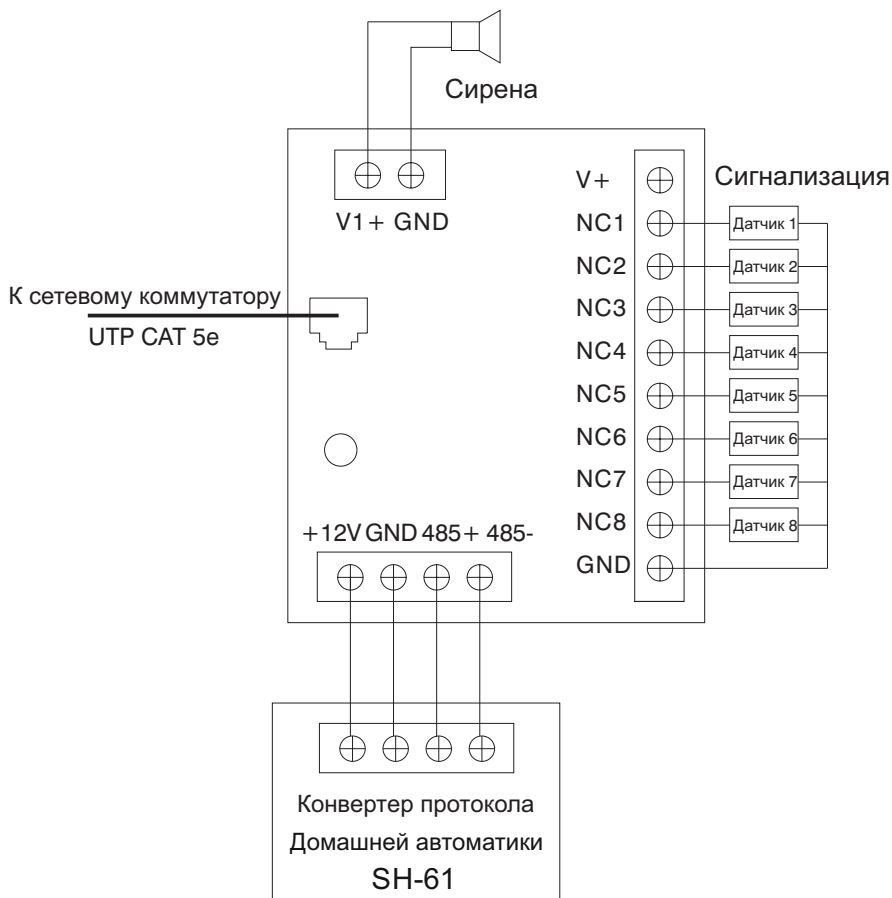 Сирена
V1+ GND
К сетевому коммутатору
UTP CAT 5e
Сигнализация
V+
NC1 Датчик 1
NC2 Датчик 2
NC3 Датчик 3
NC4 Датчик 4
NC5 Датчик 5
NC6 Датчик 6
NC7 Датчик 7
NC8 Датчик 8
GND
+12V GND 485+ 485-
Конвертер протокола
Домашней автоматики
SH-61